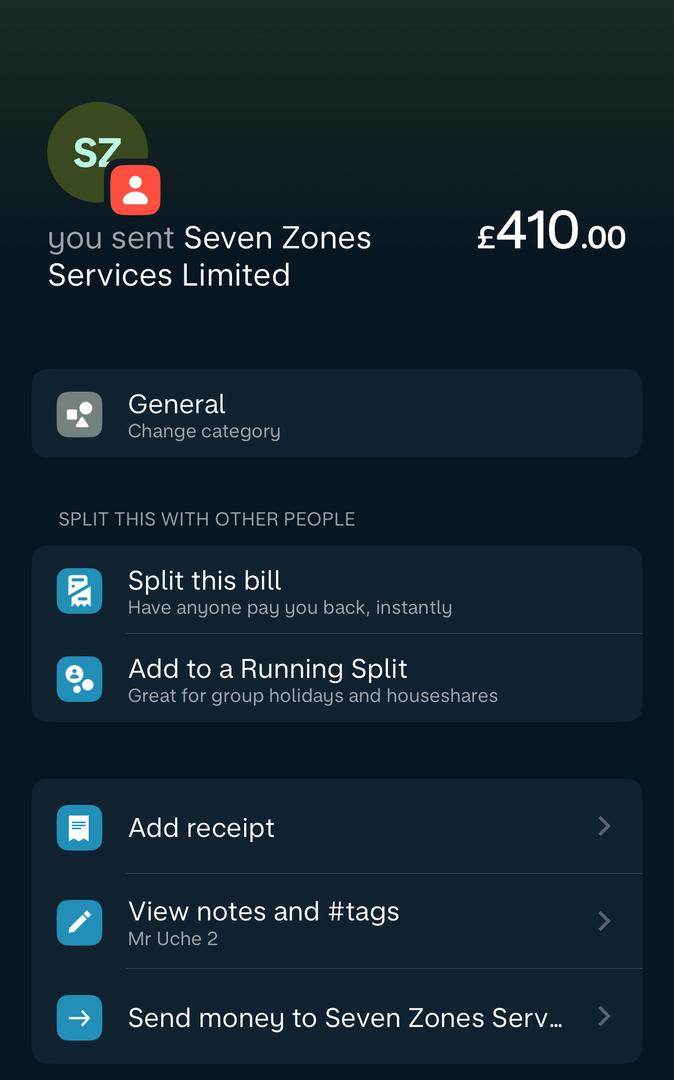 SZ
you sent Seven Zones £410.00
Services Limited
General
Change category
SPLIT THIS WITH OTHER PEOPLE
Split this bill
Have anyone pay you back, instantly
Add to a Running Split
Great for group holidays and houseshares
Add receipt
View notes and #tags
Mr Uche 2
Send money to Seven Zones Serv...